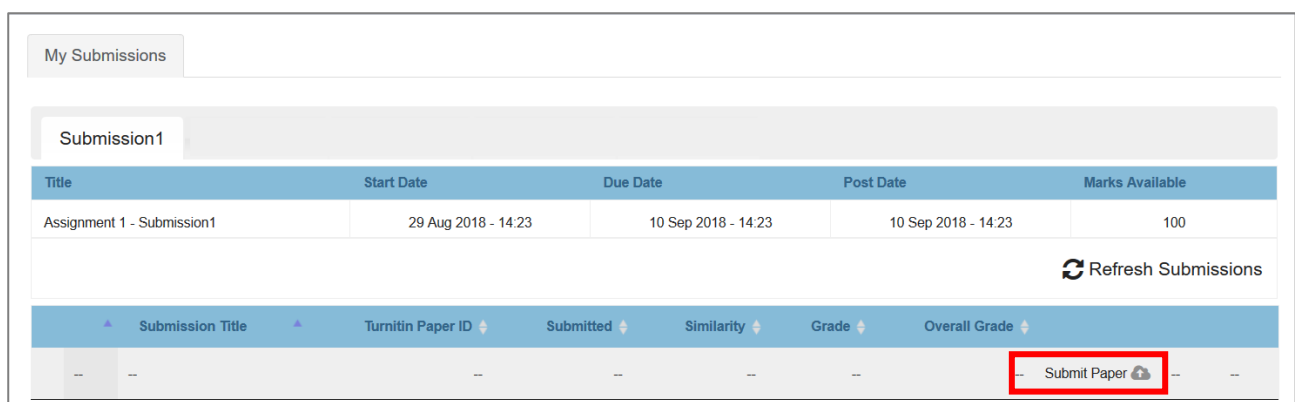 My Submissions
Submission1
Title Start Date Due Date Post Date Marks Available
Assignment 1 - Submission1 29 Aug 2018 - 14:23 10 Sep 2018 - 14:23 10 Sep 2018 - 14:23 100
Refresh Submissions
Submission Title Turnitin Paper ID Submitted Similarity Grade Overall Grade
-- -- -- -- -- -- -- Submit Paper -- --